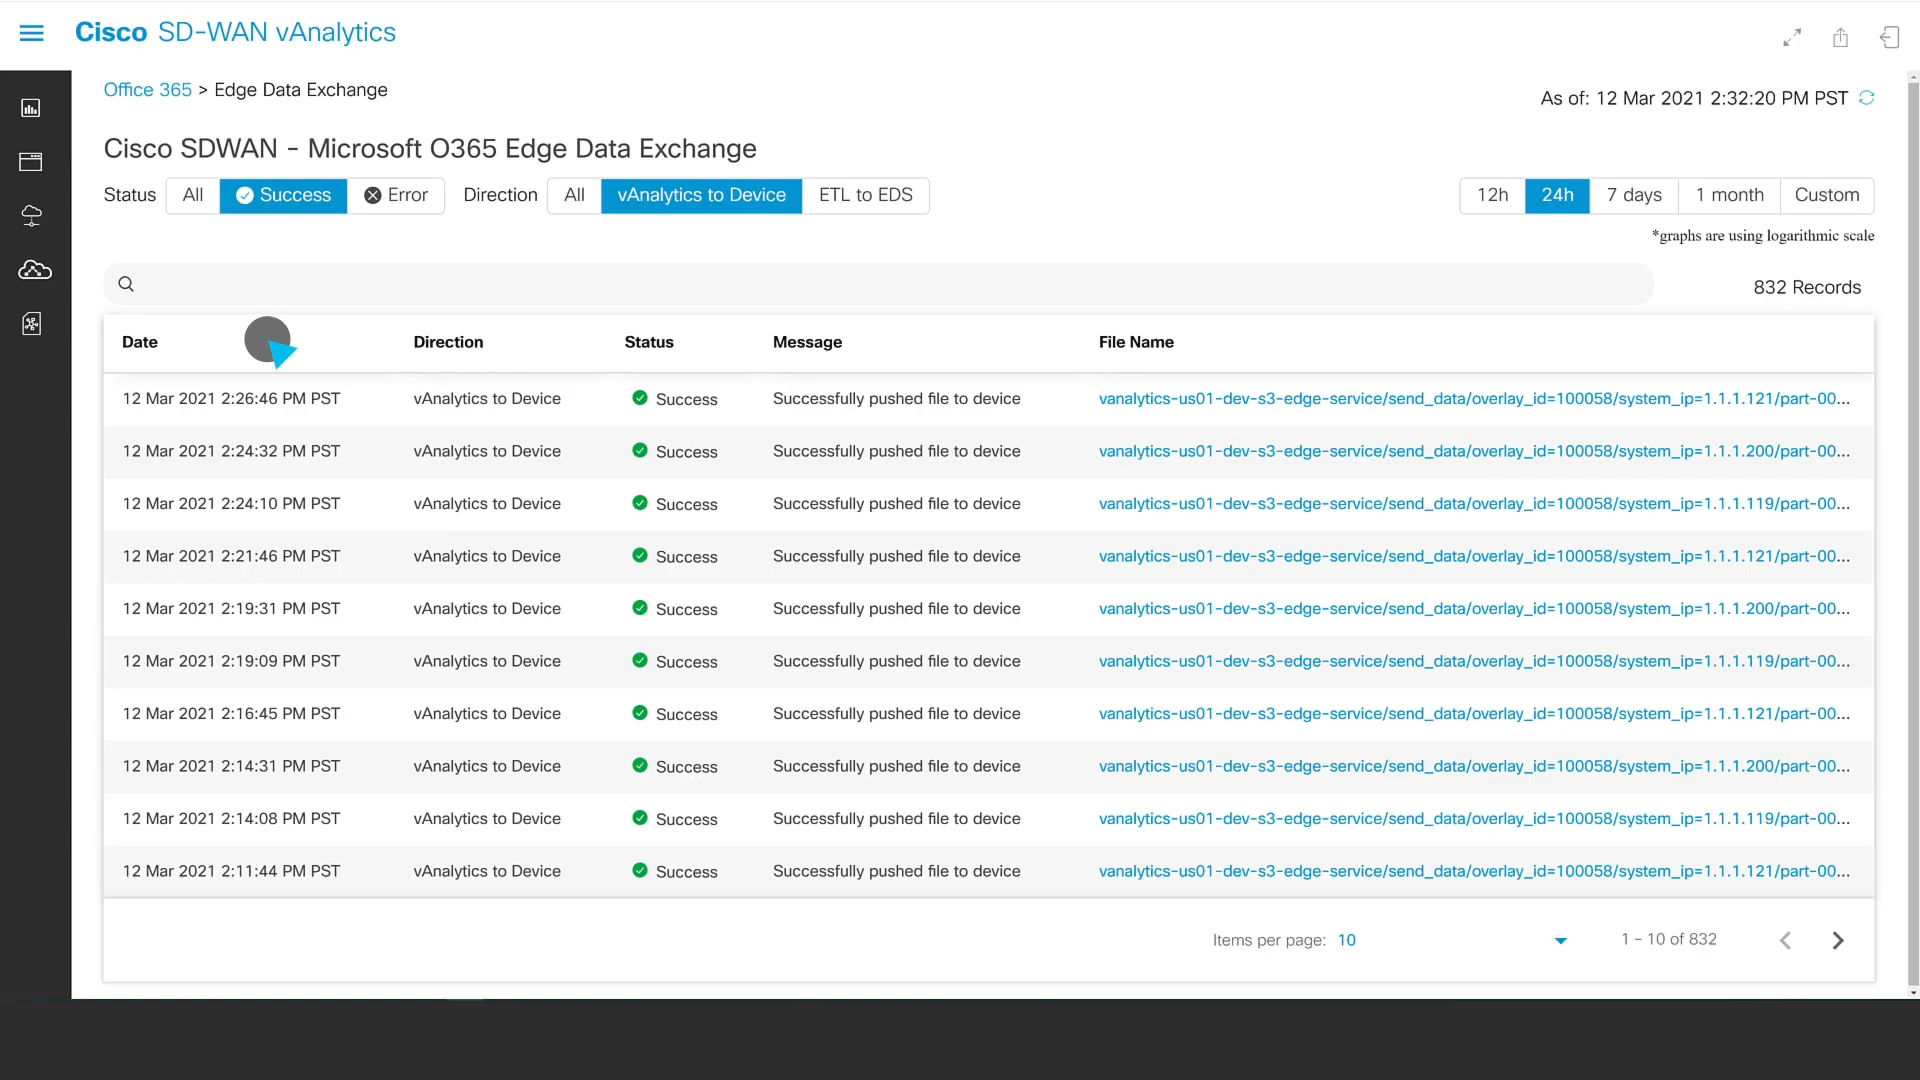 Cisco SD-WAN vAnalytics
Office 365 > Edge Data Exchange
As of: 12 Mar 2021 2:32:20 PM PST
Cisco SDWAN - Microsoft O365 Edge Data Exchange
Status All Success Error Direction All vAnalytics to Device ETL to EDS 12h 24h 7 days 1 month Custom
*graphs are using logarithmic scale
832 Records
Date Direction Status Message File Name
12 Mar 2021 2:26:46 PM PST vAnalytics to Device Success Successfully pushed file to device vanalytics-us01-dev-s3-edge-service/send_data/overlay_id=100058/system_ip=1.1.1.121/part-00...
12 Mar 2021 2:24:32 PM PST vAnalytics to Device Success Successfully pushed file to device vanalytics-us01-dev-s3-edge-service/send_data/overlay_id=100058/system_ip=1.1.1.200/part-00...
12 Mar 2021 2:24:10 PM PST vAnalytics to Device Success Successfully pushed file to device vanalytics-us01-dev-s3-edge-service/send_data/overlay_id=100058/system_ip=1.1.1.119/part-00...
12 Mar 2021 2:21:46 PM PST vAnalytics to Device Success Successfully pushed file to device vanalytics-us01-dev-s3-edge-service/send_data/overlay_id=100058/system_ip=1.1.1.121/part-00...
12 Mar 2021 2:19:31 PM PST vAnalytics to Device Success Successfully pushed file to device vanalytics-us01-dev-s3-edge-service/send_data/overlay_id=100058/system_ip=1.1.1.200/part-00...
12 Mar 2021 2:19:09 PM PST vAnalytics to Device Success Successfully pushed file to device vanalytics-us01-dev-s3-edge-service/send_data/overlay_id=100058/system_ip=1.1.1.119/part-00...
12 Mar 2021 2:16:45 PM PST vAnalytics to Device Success Successfully pushed file to device vanalytics-us01-dev-s3-edge-service/send_data/overlay_id=100058/system_ip=1.1.1.121/part-00...
12 Mar 2021 2:14:31 PM PST vAnalytics to Device Success Successfully pushed file to device vanalytics-us01-dev-s3-edge-service/send_data/overlay_id=100058/system_ip=1.1.1.200/part-00...
12 Mar 2021 2:14:08 PM PST vAnalytics to Device Success Successfully pushed file to device vanalytics-us01-dev-s3-edge-service/send_data/overlay_id=100058/system_ip=1.1.1.119/part-00...
12 Mar 2021 2:11:44 PM PST vAnalytics to Device Success Successfully pushed file to device vanalytics-us01-dev-s3-edge-service/send_data/overlay_id=100058/system_ip=1.1.1.121/part-00...
Items per page: 10 1 - 10 of 832